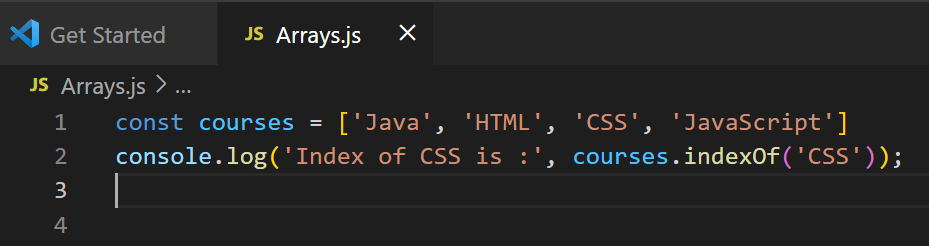 Get Started
JS Arrays.js ×
JS Arrays.js > ...
1 const courses = ['Java', 'HTML', 'CSS', 'JavaScript']
2 console.log('Index of CSS is :', courses.indexOf('CSS'));
3
4